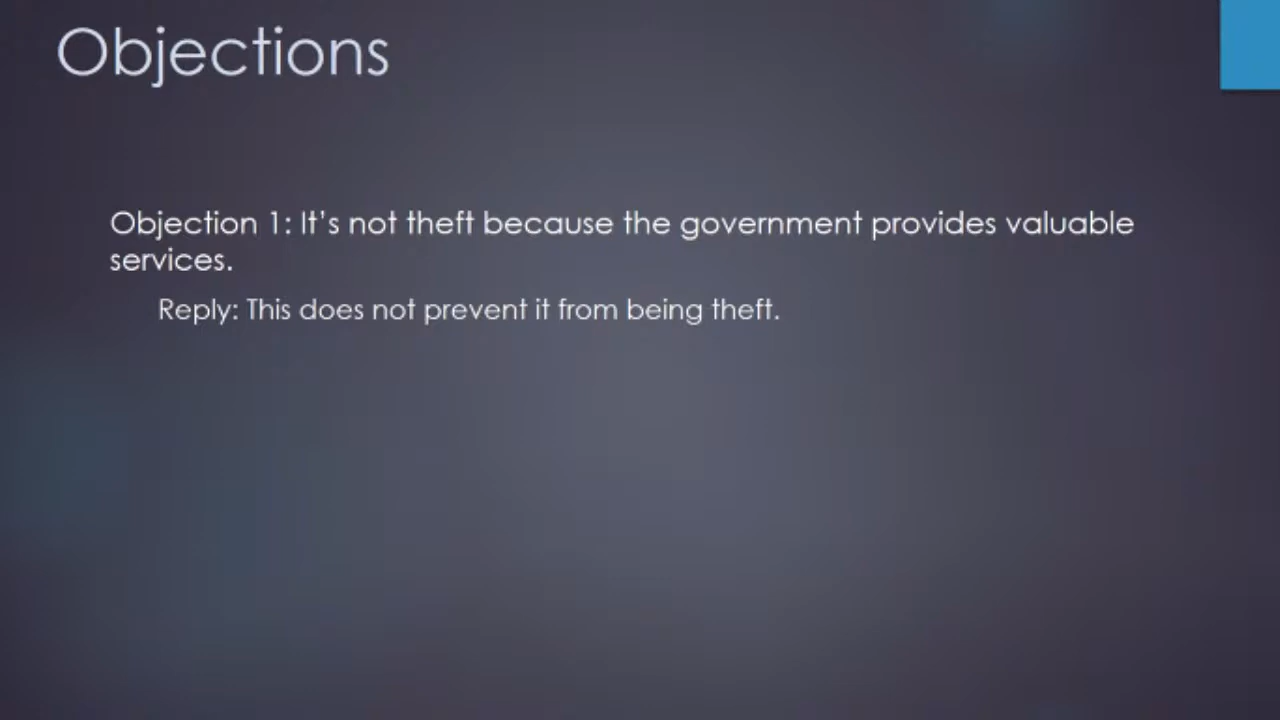 Objections
Objection 1: It’s not theft because the government provides valuable
services.
Reply: This does not prevent it from being theft.